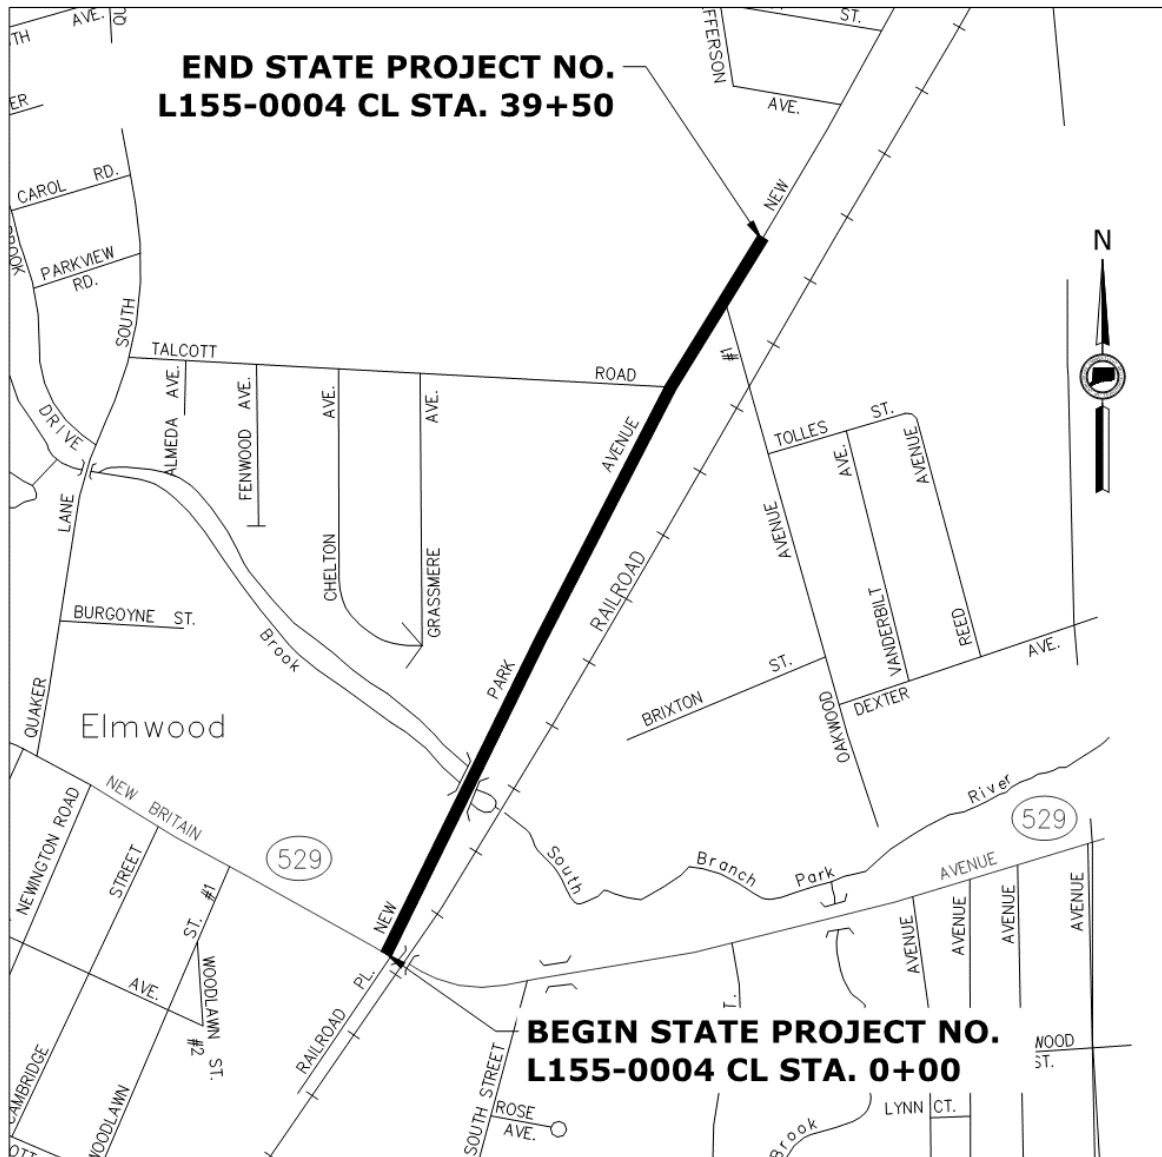 AVE.
TH
ER
END STATE PROJECT NO.
L155-0004 CL STA. 39+50
ST.
AVE.
CAROL RD.
PARKVIEW
RD.
SOUTH
NEW
N
TALCOTT
ROAD
DRIVE
ALMEDA AVE.
FENWOOD AVE.
CHELTON AVE.
GRASSMERE AVE.
AVENUE
#1
TOLLES ST.
AVE.
AVENUE
LANE
AVENUE
RAILROAD
BURGOYNE ST.
Brook
VANDERBILT
REED
AVE.
QUAKER
Elmwood
PARK
BRIXTON ST.
OAKWOOD
DEXTER
NEW BRITAIN
NEWINGTON ROAD
STREET
529
River
529
South
Branch
Park
AVENUE
#1
ST.
NEW
AVENUE
AVENUE
AVENUE
AVENUE
AVE.
WOODLAWN ST.
#2
RAILROAD PL.
BEGIN STATE PROJECT NO.
L155-0004 CL STA. 0+00
WOOD
ST.
CAMBRIDGE
WOODLAWN
SOUTH STREET
ROSE
AVE.
LYNN CT.
Brook